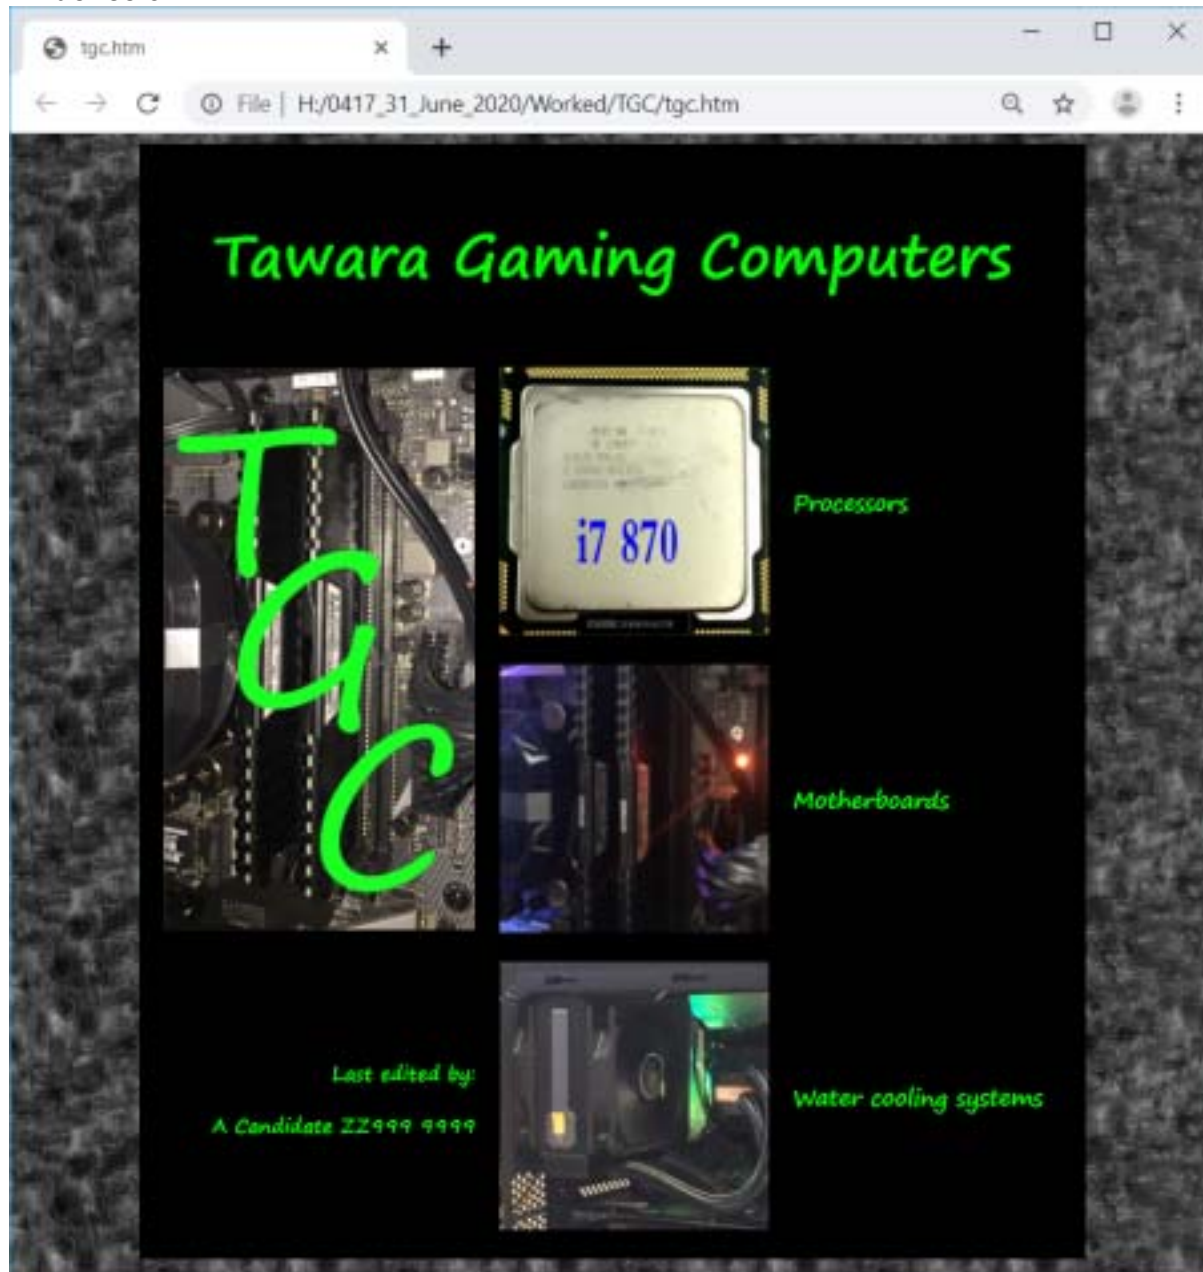 tgc.htm
File | H:/0417_31_June_2020/Worked/TGC/tgc.htm
Tawara Gaming Computers
T
G
C
i7 870
Processors
Motherboards
Last edited by:
A Candidate ZZ999 9999
Water cooling systems